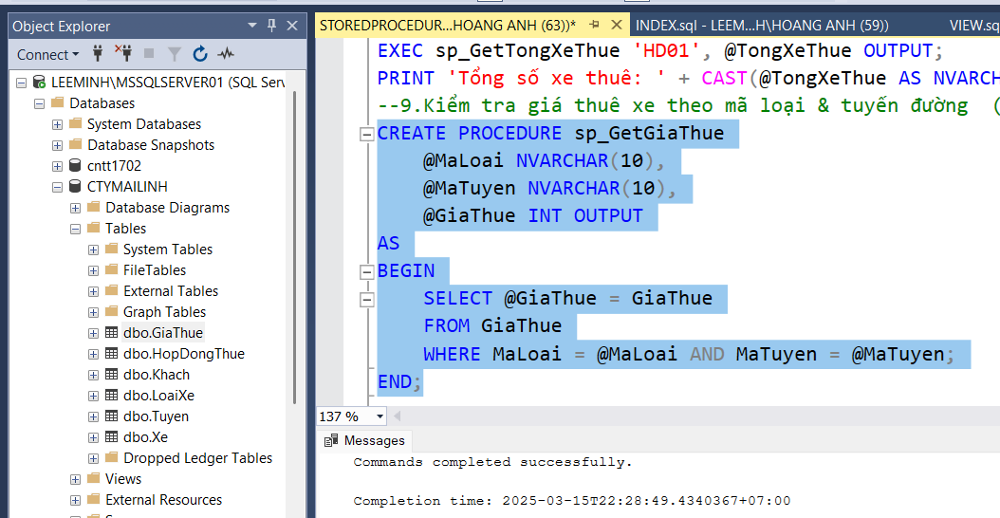 Object Explorer
Connect
LEEMINH\MSSQLSERVER01 (SQL Serv
Databases
System Databases
Database Snapshots
cntt1702
CTYMAILINH
Database Diagrams
Tables
System Tables
FileTables
External Tables
Graph Tables
dbo.GiaThue
dbo.HopDongThue
dbo.Khach
dbo.LoaiXe
dbo.Tuyen
dbo.Xe
Dropped Ledger Tables
Views
External Resources
STOREDPROCEDUR...HOANG ANH (63))*
INDEX.sql - LEEM...H\HOANG ANH (59))
VIEW.sq
EXEC sp_GetTongXeThue 'HD01', @TongXeThue OUTPUT;
PRINT 'Tổng số xe thuê: ' + CAST(@TongXeThue AS NVARCH
--9.Kiểm tra giá thuê xe theo mã loại & tuyến đường (
CREATE PROCEDURE sp_GetGiaThue
@MaLoai NVARCHAR(10),
@MaTuyen NVARCHAR(10),
@GiaThue INT OUTPUT
AS
BEGIN
SELECT @GiaThue = GiaThue
FROM GiaThue
WHERE MaLoai = @MaLoai AND MaTuyen = @MaTuyen;
END;
137 %
Messages
Commands completed successfully.
Completion time: 2025-03-15T22:28:49.4340367+07:00